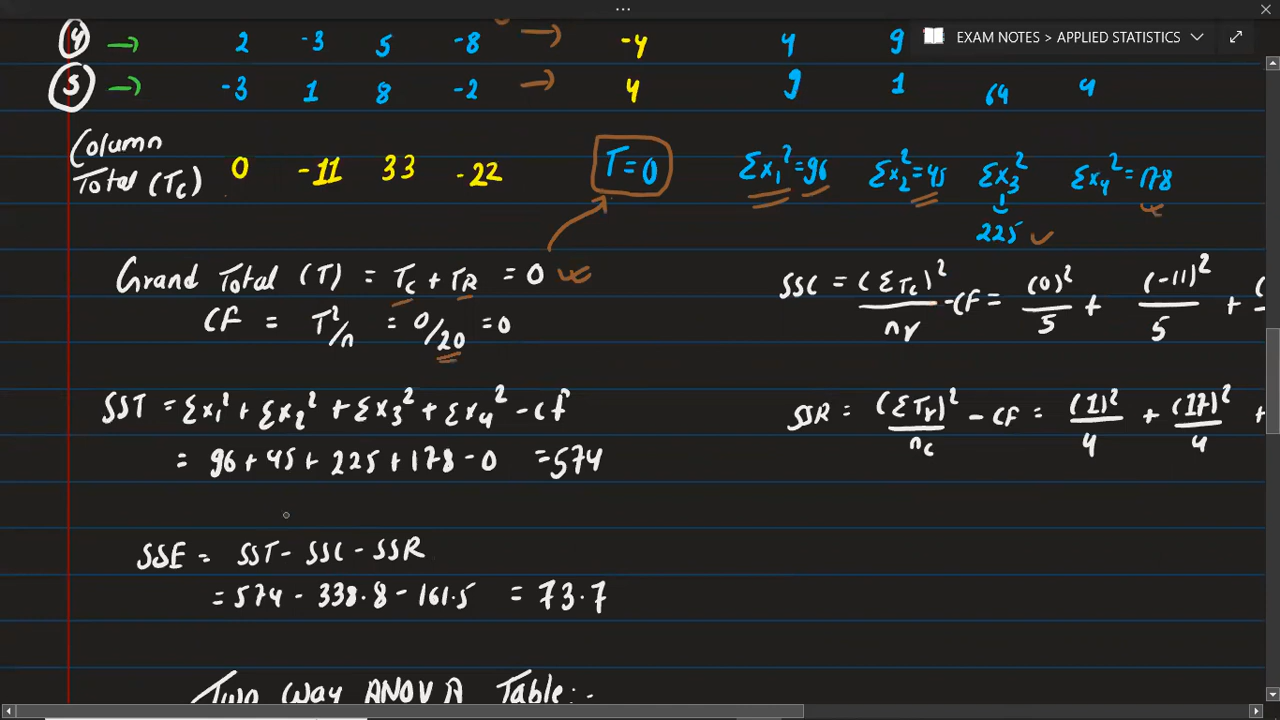 EXAM NOTES > APPLIED STATISTICS
4 → 2 -3 5 -8 → -4 4 9
5 → -3 1 8 -2 → 4 9 1 64 4
Column
Total (Tc) 0 -11 33 -22 T=0 Σx₁²=96 Σx₂²=45 Σx₃² Σx₄²=178
225
Grand Total (T) = Tc + TR = 0
CF = T²/n = 0/20 = 0
SSC = (ΣTc)²/nr - CF = (0)²/5 + (-11)²/5 +
SST = Σx₁² + Σx₂² + Σx₃² + Σx₄² - cf
= 96 + 45 + 225 + 178 - 0 = 574
SSR = (ΣTr)²/nc - CF = (1)²/4 + (17)²/4 +
SSE = SST - SSC - SSR
= 574 - 338.8 - 161.5 = 73.7
Two Way ANOVA Table:-